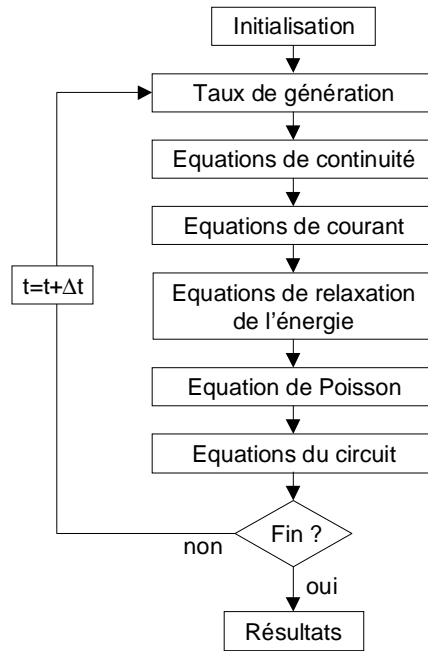 Initialisation
Taux de génération
Equations de continuité
Equations de courant
t=t+Δt
Equations de relaxation
de l'énergie
Equation de Poisson
Equations du circuit
Fin ?
non
oui
Résultats